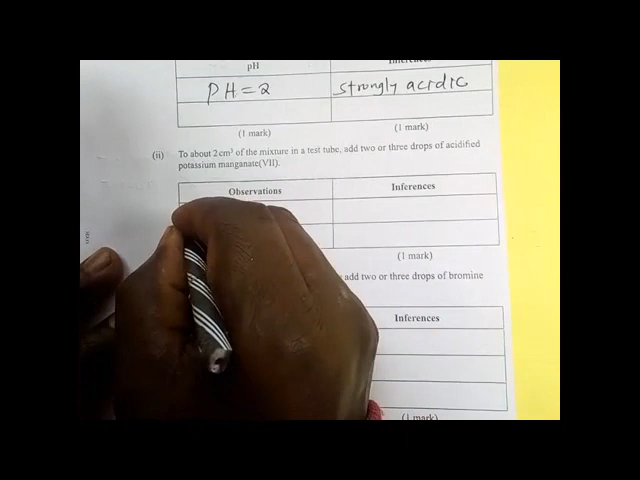 pH Inferences
PH = 2 strongly acidic
(1 mark) (1 mark)
(ii) To about 2cm³ of the mixture in a test tube, add two or three drops of acidified
potassium manganate(VII).
Observations Inferences
(1 mark)
add two or three drops of bromine
Inferences
(1 mark)